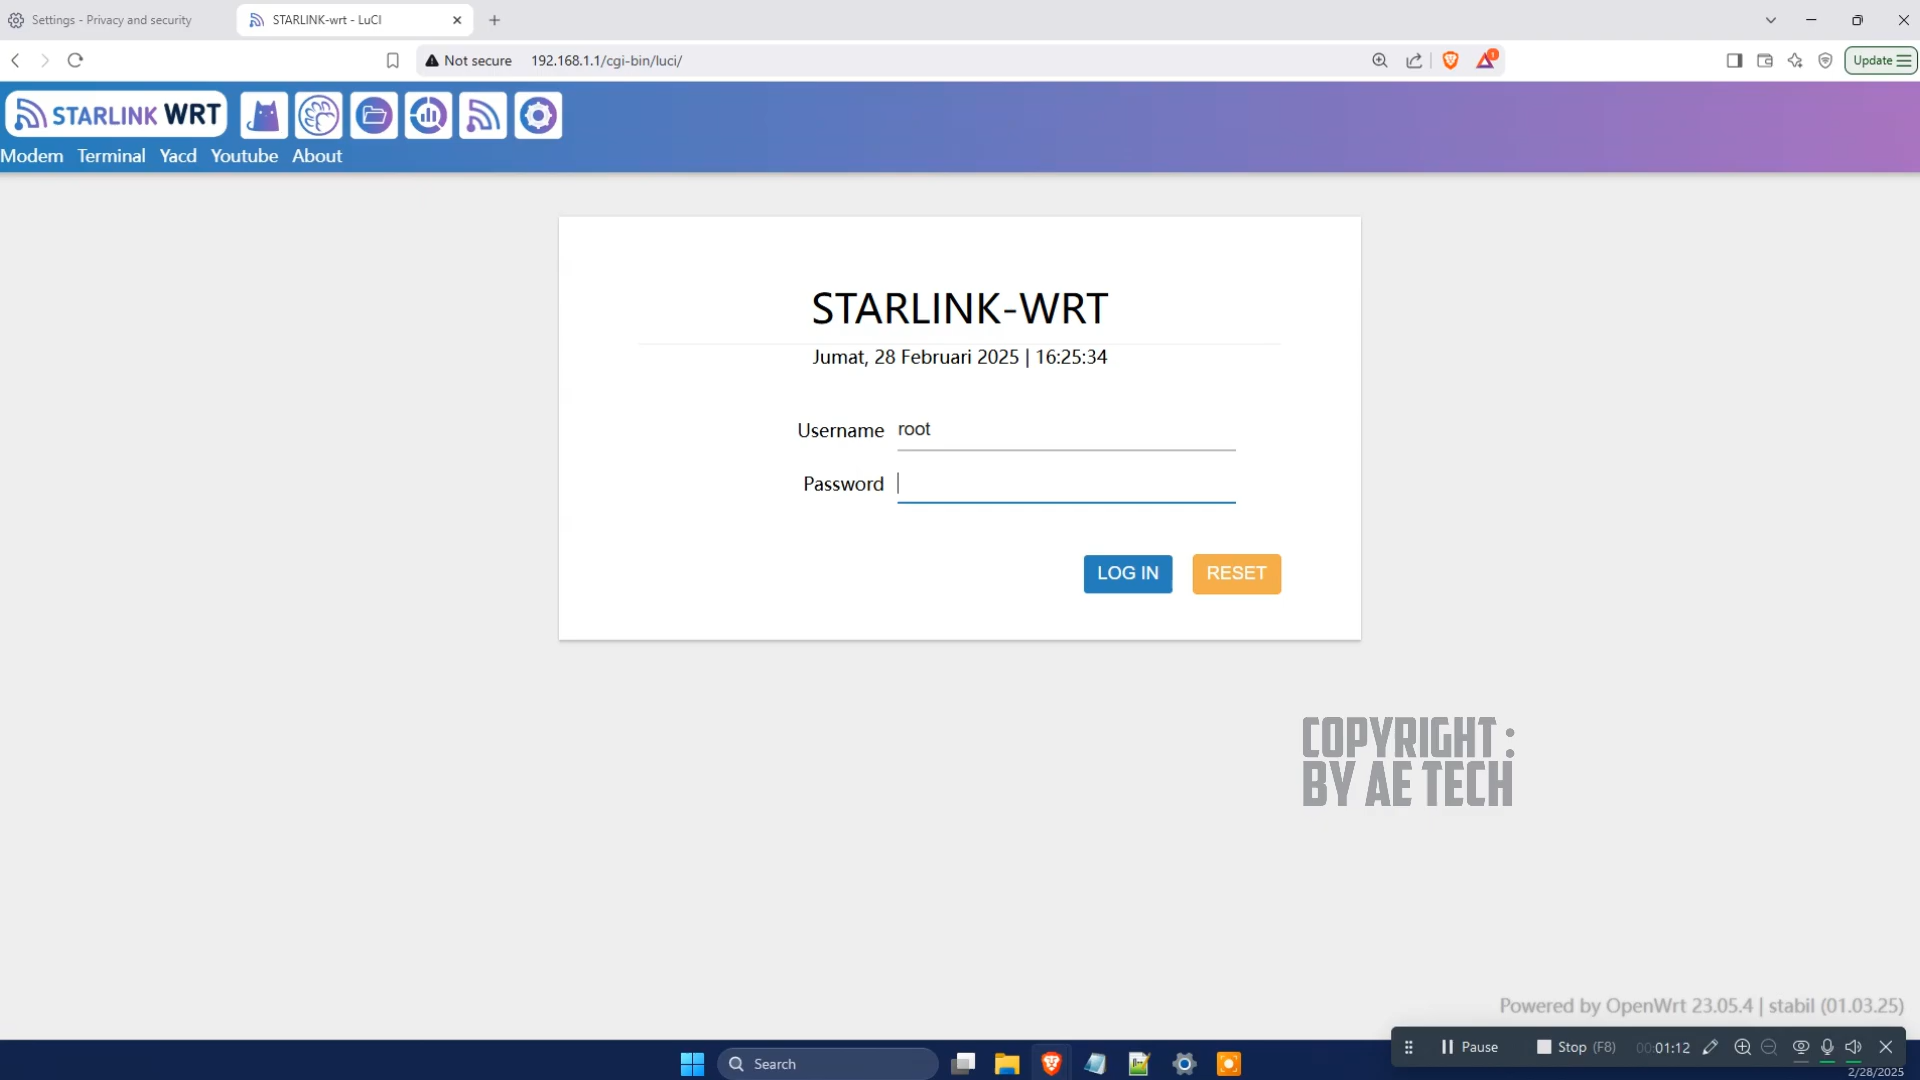 Settings - Privacy and security
STARLINK-wrt - LuCI
Not secure
192.168.1.1/cgi-bin/luci/
1
Update
STARLINK WRT
Modem Terminal Yacd Youtube About
STARLINK-WRT
Jumat, 28 Februari 2025 | 16:25:34
Username root
Password
LOG IN RESET
COPYRIGHT :
BY AE TECH
Powered by OpenWrt 23.05.4 | stabil (01.03.25)
Pause Stop (F8) 00:01:12
Search
2/28/2025